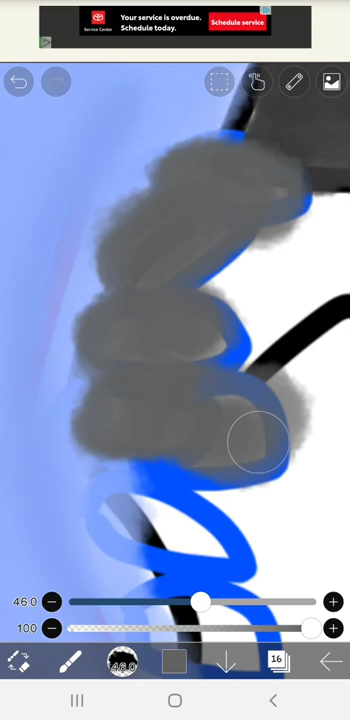 Your service is overdue.
Schedule today.
Schedule service
Service Center
46.0
100
46.0
16